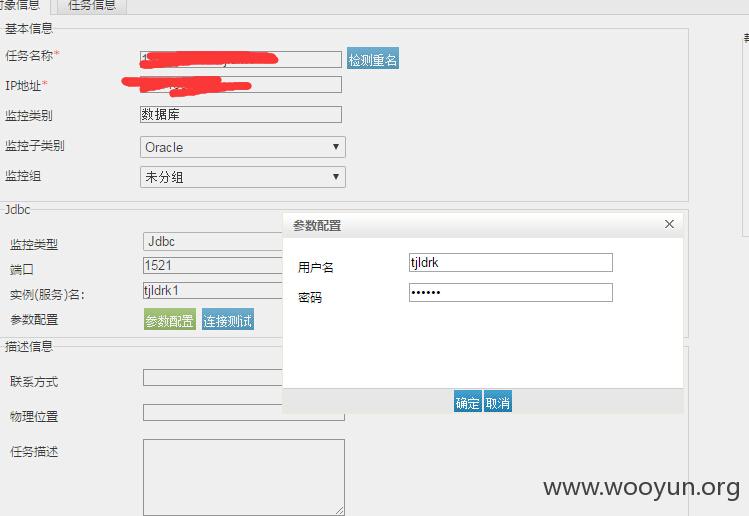 对象信息 任务信息
基本信息
任务名称* 检测重名
IP地址*
监控类别 数据库
监控子类别 Oracle
监控组 未分组
Jdbc
监控类型 Jdbc
端口 1521
实例(服务)名: tjldrk1
参数配置 参数配置 连接测试
参数配置
用户名 tjldrk
密码 ••••••
确定 取消
描述信息
联系方式
物理位置
任务描述
www.wooyun.org